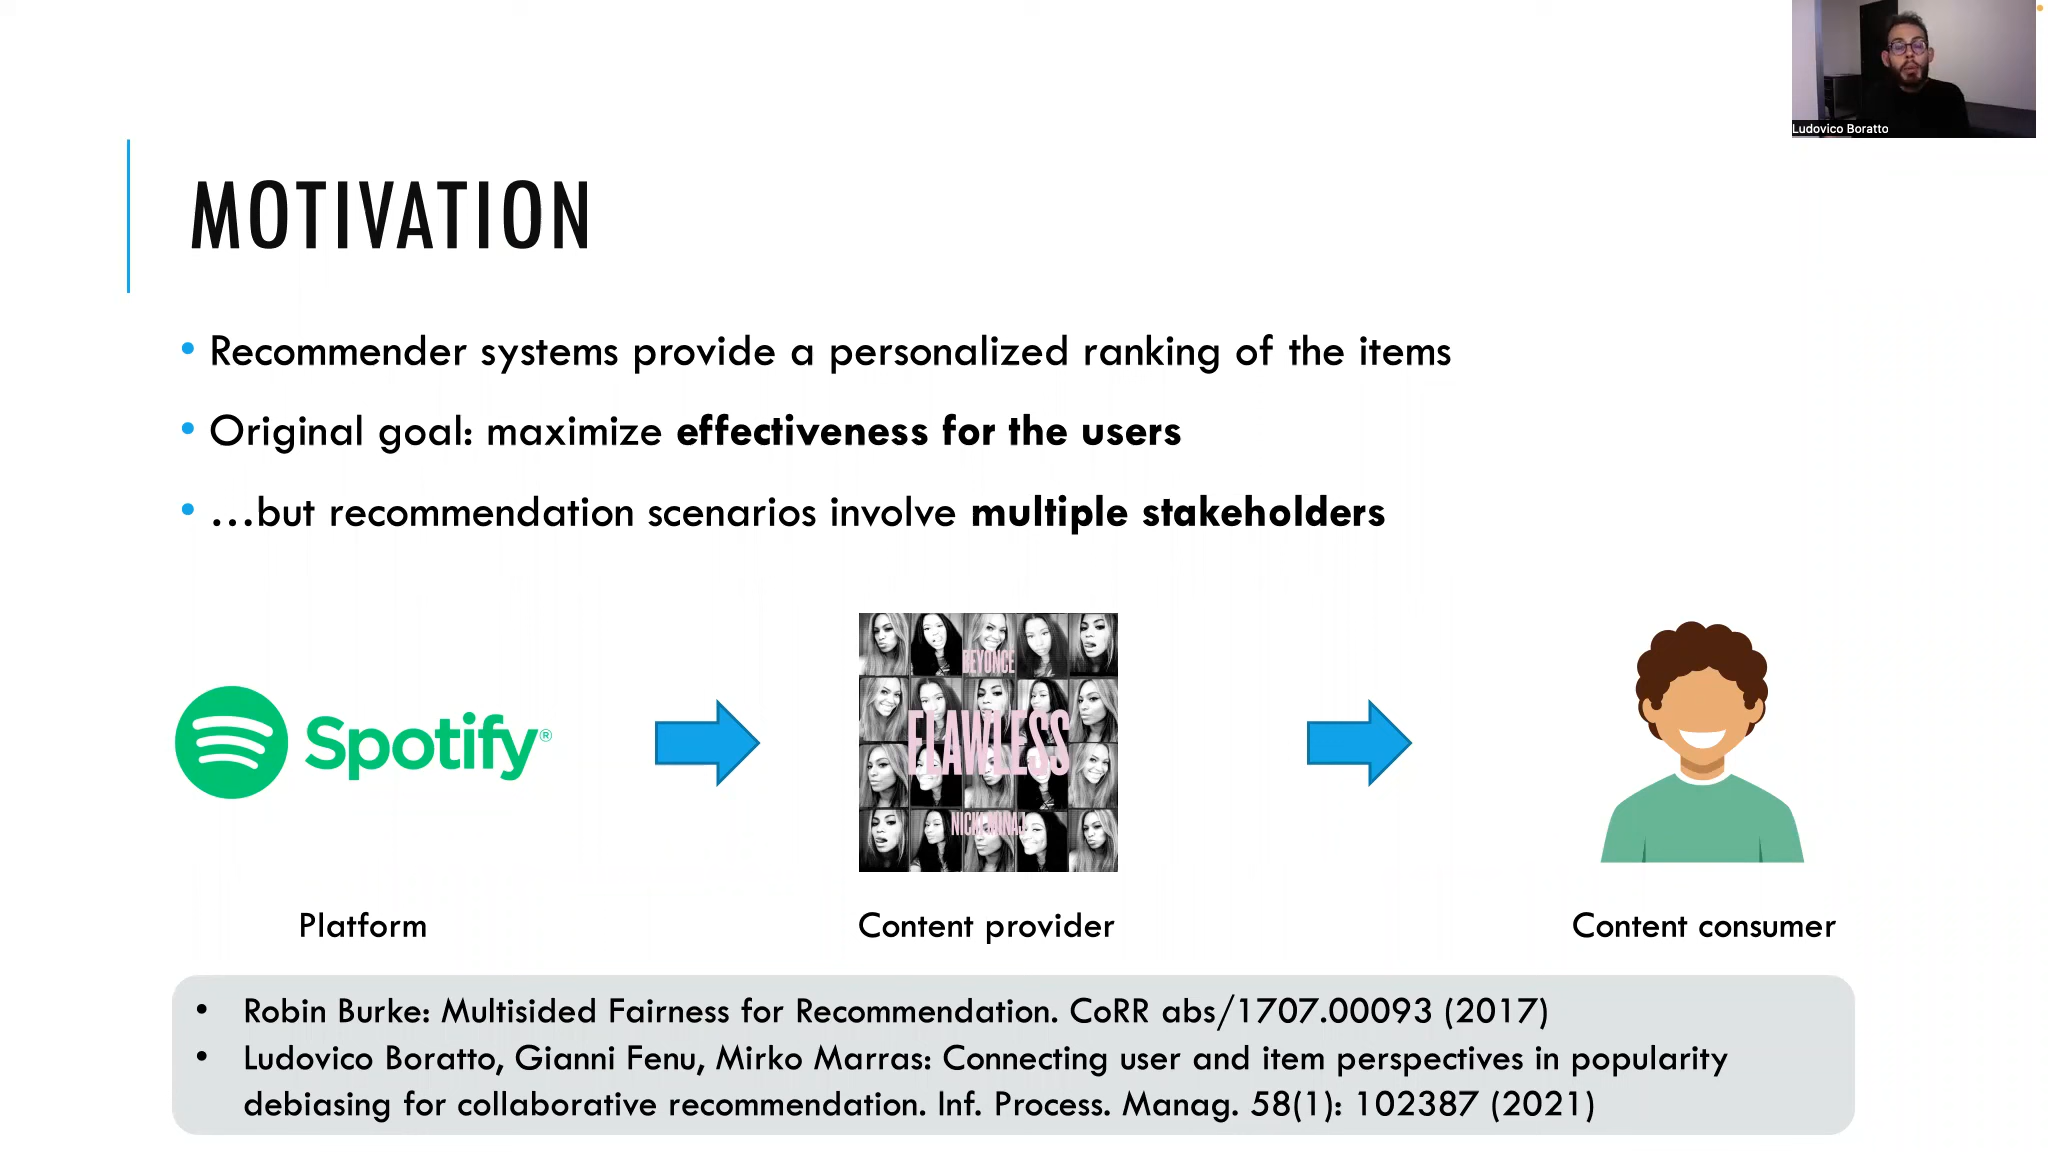 Ludovico Boratto
MOTIVATION
• Recommender systems provide a personalized ranking of the items
• Original goal: maximize effectiveness for the users
• …but recommendation scenarios involve multiple stakeholders
Spotify®
BEYONCÉ
FLAWLESS
NICKI MINAJ
Platform
Content provider
Content consumer
• Robin Burke: Multisided Fairness for Recommendation. CoRR abs/1707.00093 (2017)
• Ludovico Boratto, Gianni Fenu, Mirko Marras: Connecting user and item perspectives in popularity
debiasing for collaborative recommendation. Inf. Process. Manag. 58(1): 102387 (2021)